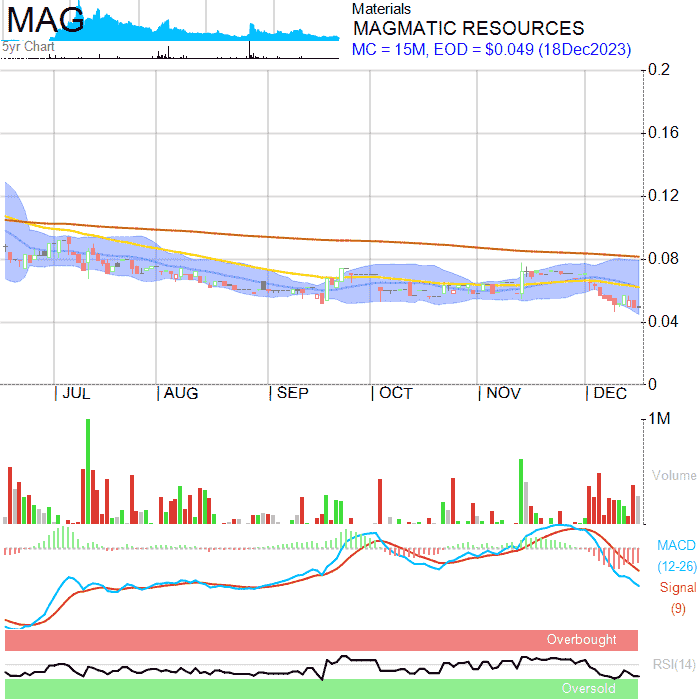 MAG
5yr Chart
Materials
MAGMATIC RESOURCES
MC = 15M, EOD = $0.049 (18Dec2023)
0.2
0.16
0.12
0.08
0.04
0
JUL
AUG
SEP
OCT
NOV
DEC
1M
Volume
MACD
(12-26)
Signal
(9)
Overbought
RSI(14)
Oversold